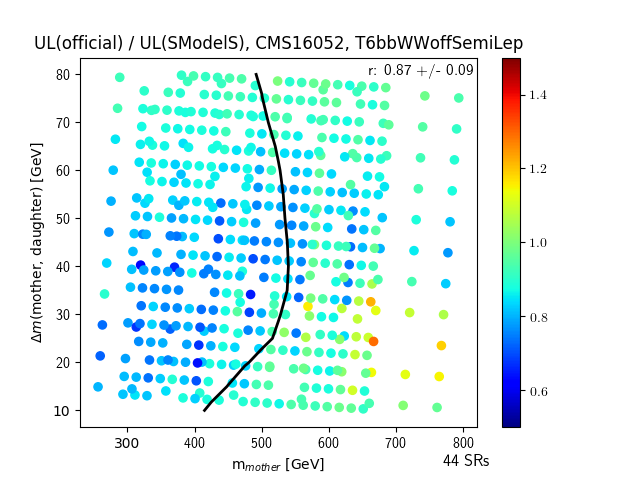 UL(official) / UL(SModelS), CMS16052, T6bbWWoffSemiLep
r: 0.87 +/- 0.09
Δm(mother, daughter) [GeV]
80
70
60
50
40
30
20
10
300 400 500 600 700 800
m_mother [GeV]
44 SRs
1.4
1.2
1.0
0.8
0.6